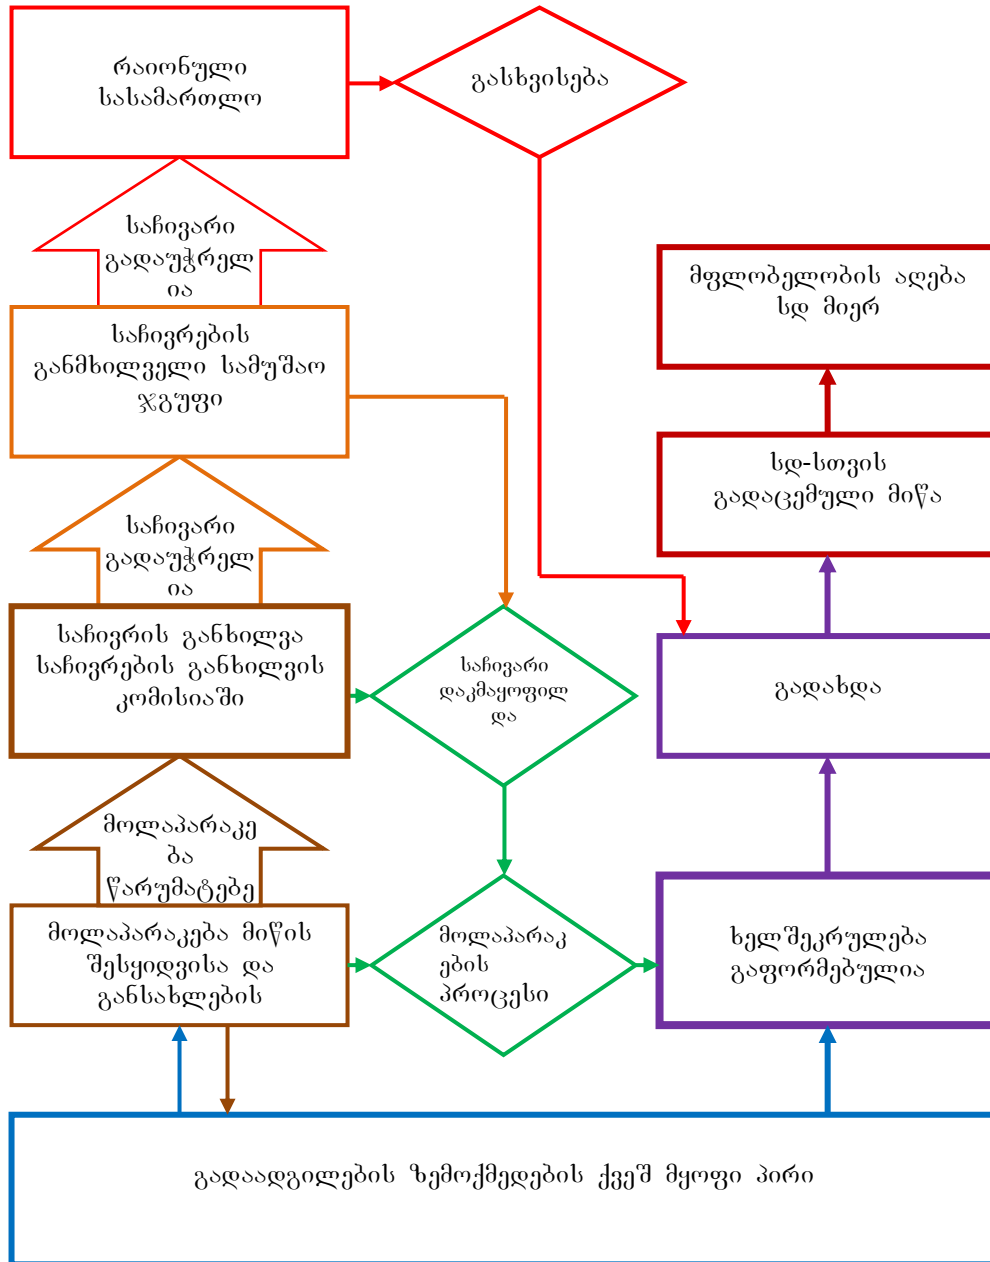 რაიონული
სასამართლო
გასხვისება
საჩივარი
გადაუჭრელ
ია
მფლობელობის აღება
სდ მიერ
საჩივრების
განმხილველი სამუშაო
ჯგუფი
სდ-სთვის
გადაცემული მიწა
საჩივარი
გადაუჭრელ
ია
საჩივრის განხილვა
საჩივრების განხილვის
კომისიაში
საჩივარი
დაკმაყოფილ
და
გადახდა
მოლაპარაკე
ბა
წარუმატებე
მოლაპარაკება მიწის
შესყიდვისა და
განსახლების
მოლაპარაკ
ების
პროცესი
ხელშეკრულება
გაფორმებულია
გადაადგილების ზემოქმედების ქვეშ მყოფი პირი